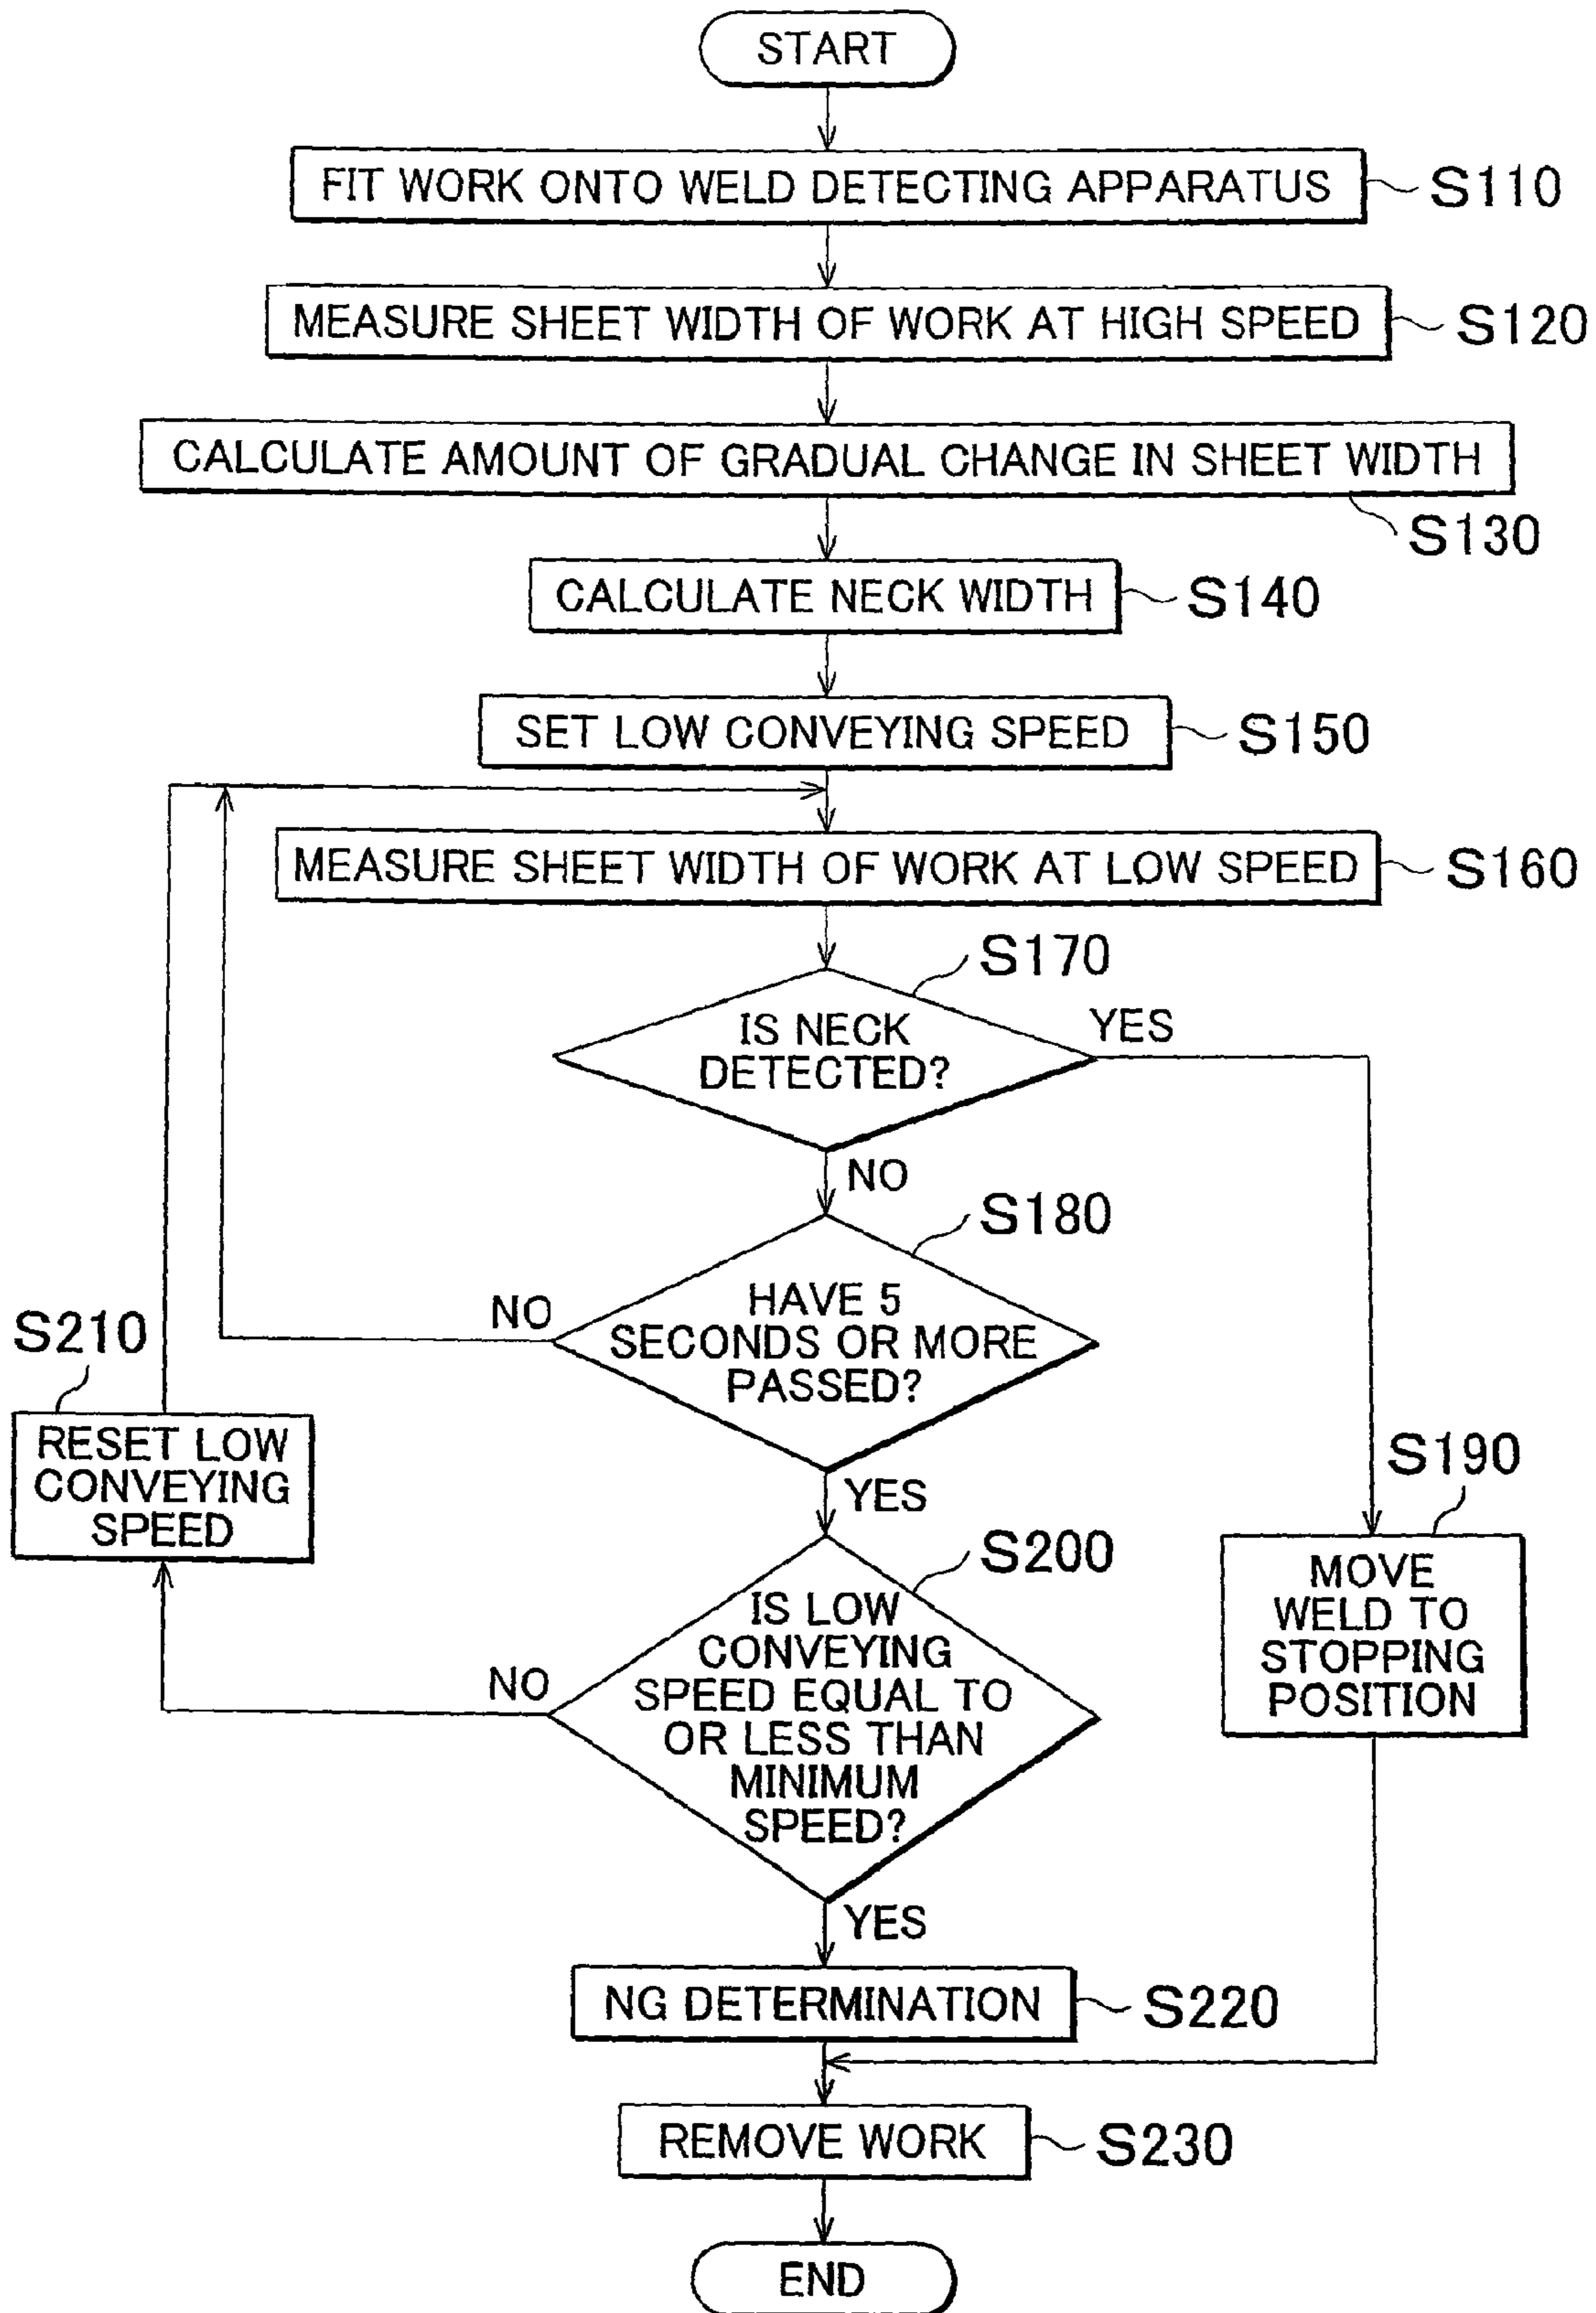 START
FIT WORK ONTO WELD DETECTING APPARATUS
S110
MEASURE SHEET WIDTH OF WORK AT HIGH SPEED
S120
CALCULATE AMOUNT OF GRADUAL CHANGE IN SHEET WIDTH
S130
CALCULATE NECK WIDTH
S140
SET LOW CONVEYING SPEED
S150
MEASURE SHEET WIDTH OF WORK AT LOW SPEED
S160
S170
IS NECK
DETECTED?
YES
NO
S180
HAVE 5
SECONDS OR MORE
PASSED?
NO
S210
RESET LOW
CONVEYING
SPEED
YES
S190
MOVE
WELD TO
STOPPING
POSITION
S200
IS LOW
CONVEYING
SPEED EQUAL TO
OR LESS THAN
MINIMUM
SPEED?
NO
YES
NG DETERMINATION
S220
REMOVE WORK
S230
END